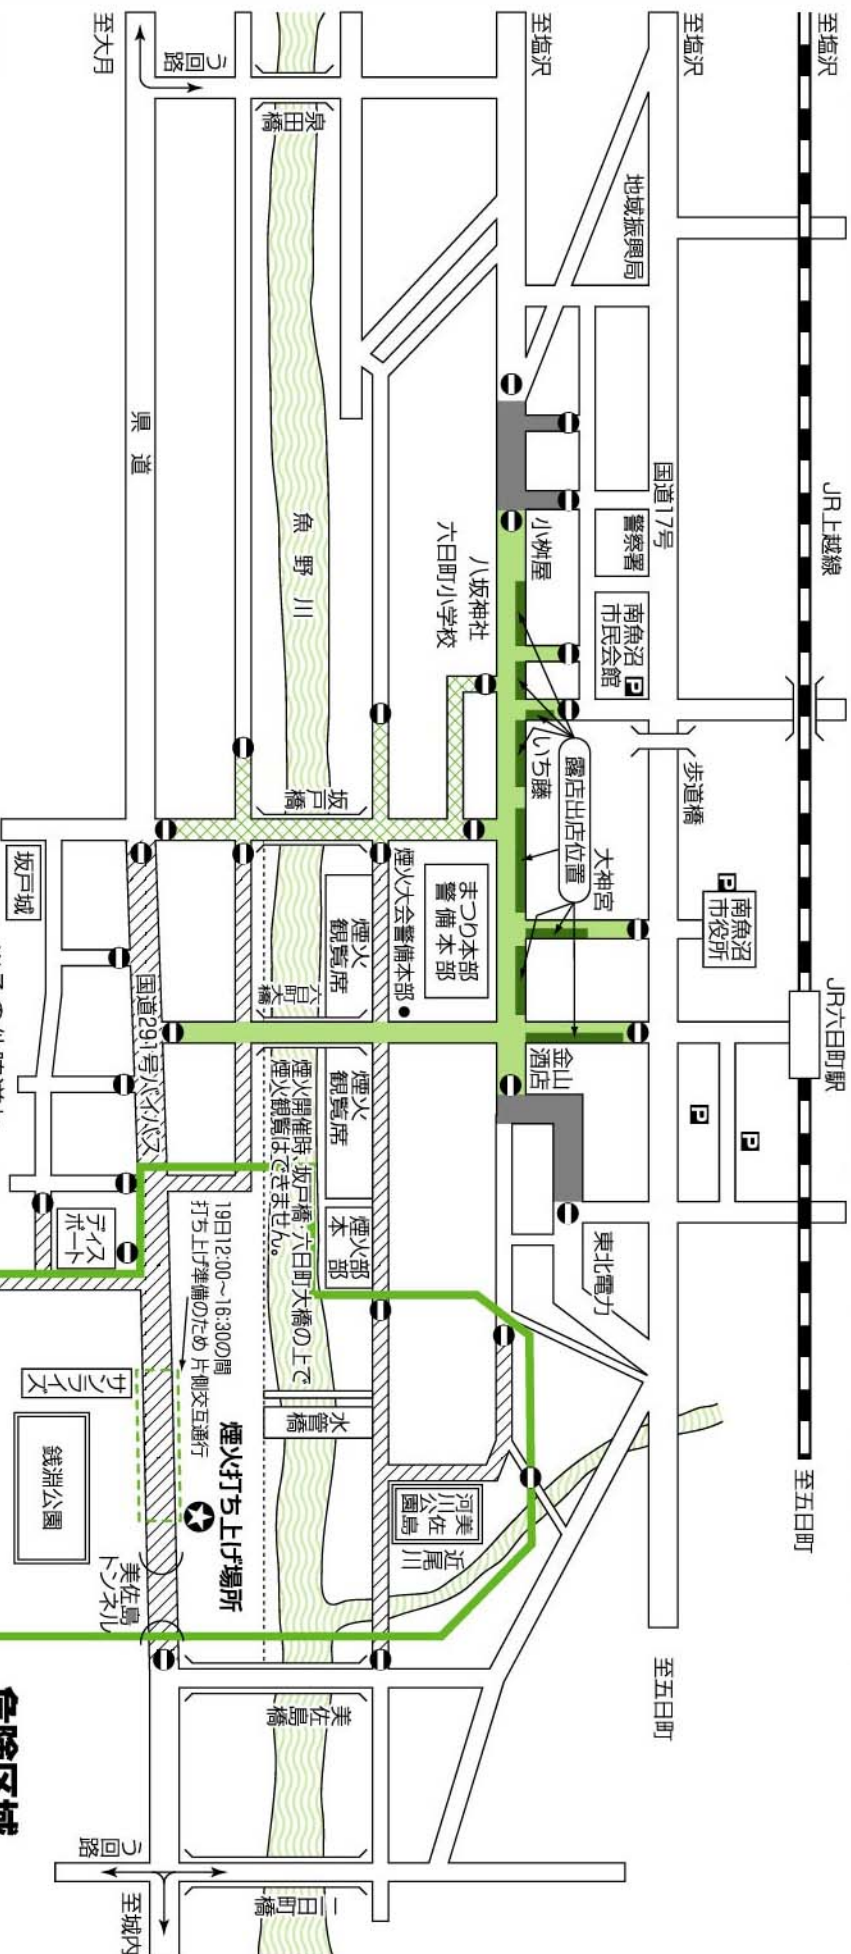 至塩沢
JR上越線
JR六日町駅
至五日町
至塩沢
地域振興局
国道17号
警察署
南魚沼
市民会館
P
歩道橋
P
南魚沼
市役所
P
P
東北電力
至五日町
至塩沢
小桝屋
いち藤
露店出店位置
大神宮
金山
酒店
八坂神社
六日町小学校
まつり本部
警備本部
煙火大会警備本部
河川公園
美佐島
近尾川
泉田橋
魚野川
坂戸橋
煙火
観覧席
六日町大橋
煙火
観覧席
煙火部
本部
煙火開催時、坂戸橋・六日町大橋の上で
煙火観覧はできません。
水管橋
美佐島橋
二日町橋
う回路
至大月
県道
国道291号バイパス
19日12:00〜16:30の間
打ち上げ準備のため 片側交互通行
煙火打ち上げ場所
美佐島
トンネル
う回路
至城内
坂戸城
ディス
ポート
サンライズ
銭淵公園
危険区域